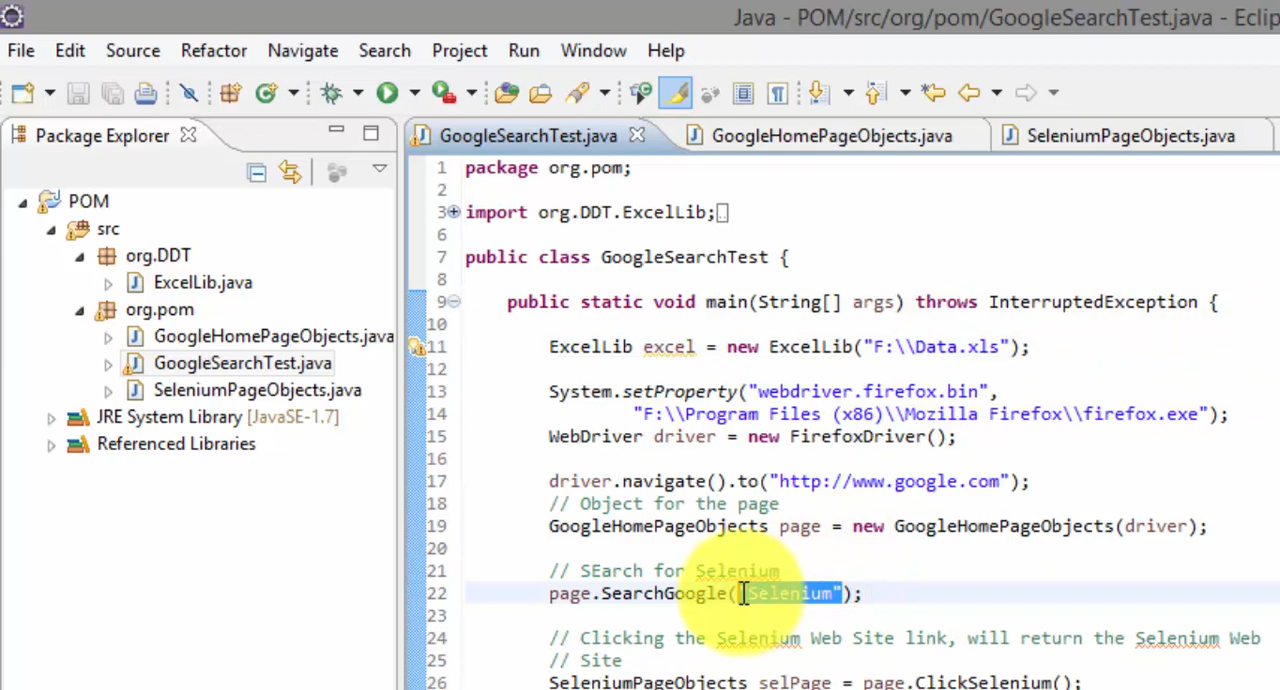 Java - POM/src/org/pom/GoogleSearchTest.java - Eclip
File Edit Source Refactor Navigate Search Project Run Window Help
Package Explorer
GoogleSearchTest.java GoogleHomePageObjects.java SeleniumPageObjects.java
POM
src
org.DDT
ExcelLib.java
org.pom
GoogleHomePageObjects.java
GoogleSearchTest.java
SeleniumPageObjects.java
JRE System Library [JavaSE-1.7]
Referenced Libraries
1 package org.pom;
2
3 import org.DDT.ExcelLib;
6
7 public class GoogleSearchTest {
8
9 public static void main(String[] args) throws InterruptedException {
10
11 ExcelLib excel = new ExcelLib("F:\\Data.xls");
12
13 System.setProperty("webdriver.firefox.bin",
14 "F:\\Program Files (x86)\\Mozilla Firefox\\firefox.exe");
15 WebDriver driver = new FirefoxDriver();
16
17 driver.navigate().to("http://www.google.com");
18 // Object for the page
19 GoogleHomePageObjects page = new GoogleHomePageObjects(driver);
20
21 // SEarch for Selenium
22 page.SearchGoogle("Selenium");
23
24 // Clicking the Selenium Web Site link, will return the Selenium Web
25 // Site
26 SeleniumPageObjects selPage = page.ClickSelenium();